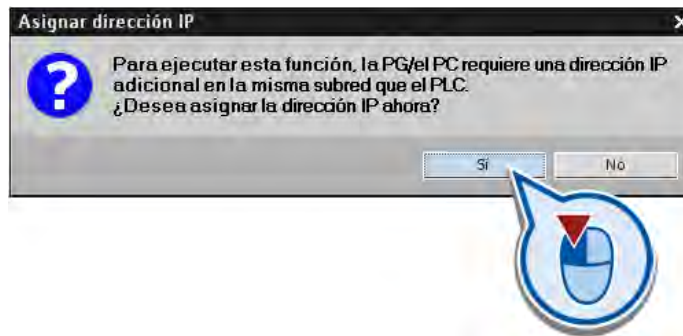 Asignar dirección IP
Para ejecutar esta función, la PG/el PC requiere una dirección IP
adicional en la misma subred que el PLC.
¿Desea asignar la dirección IP ahora?
Sí No